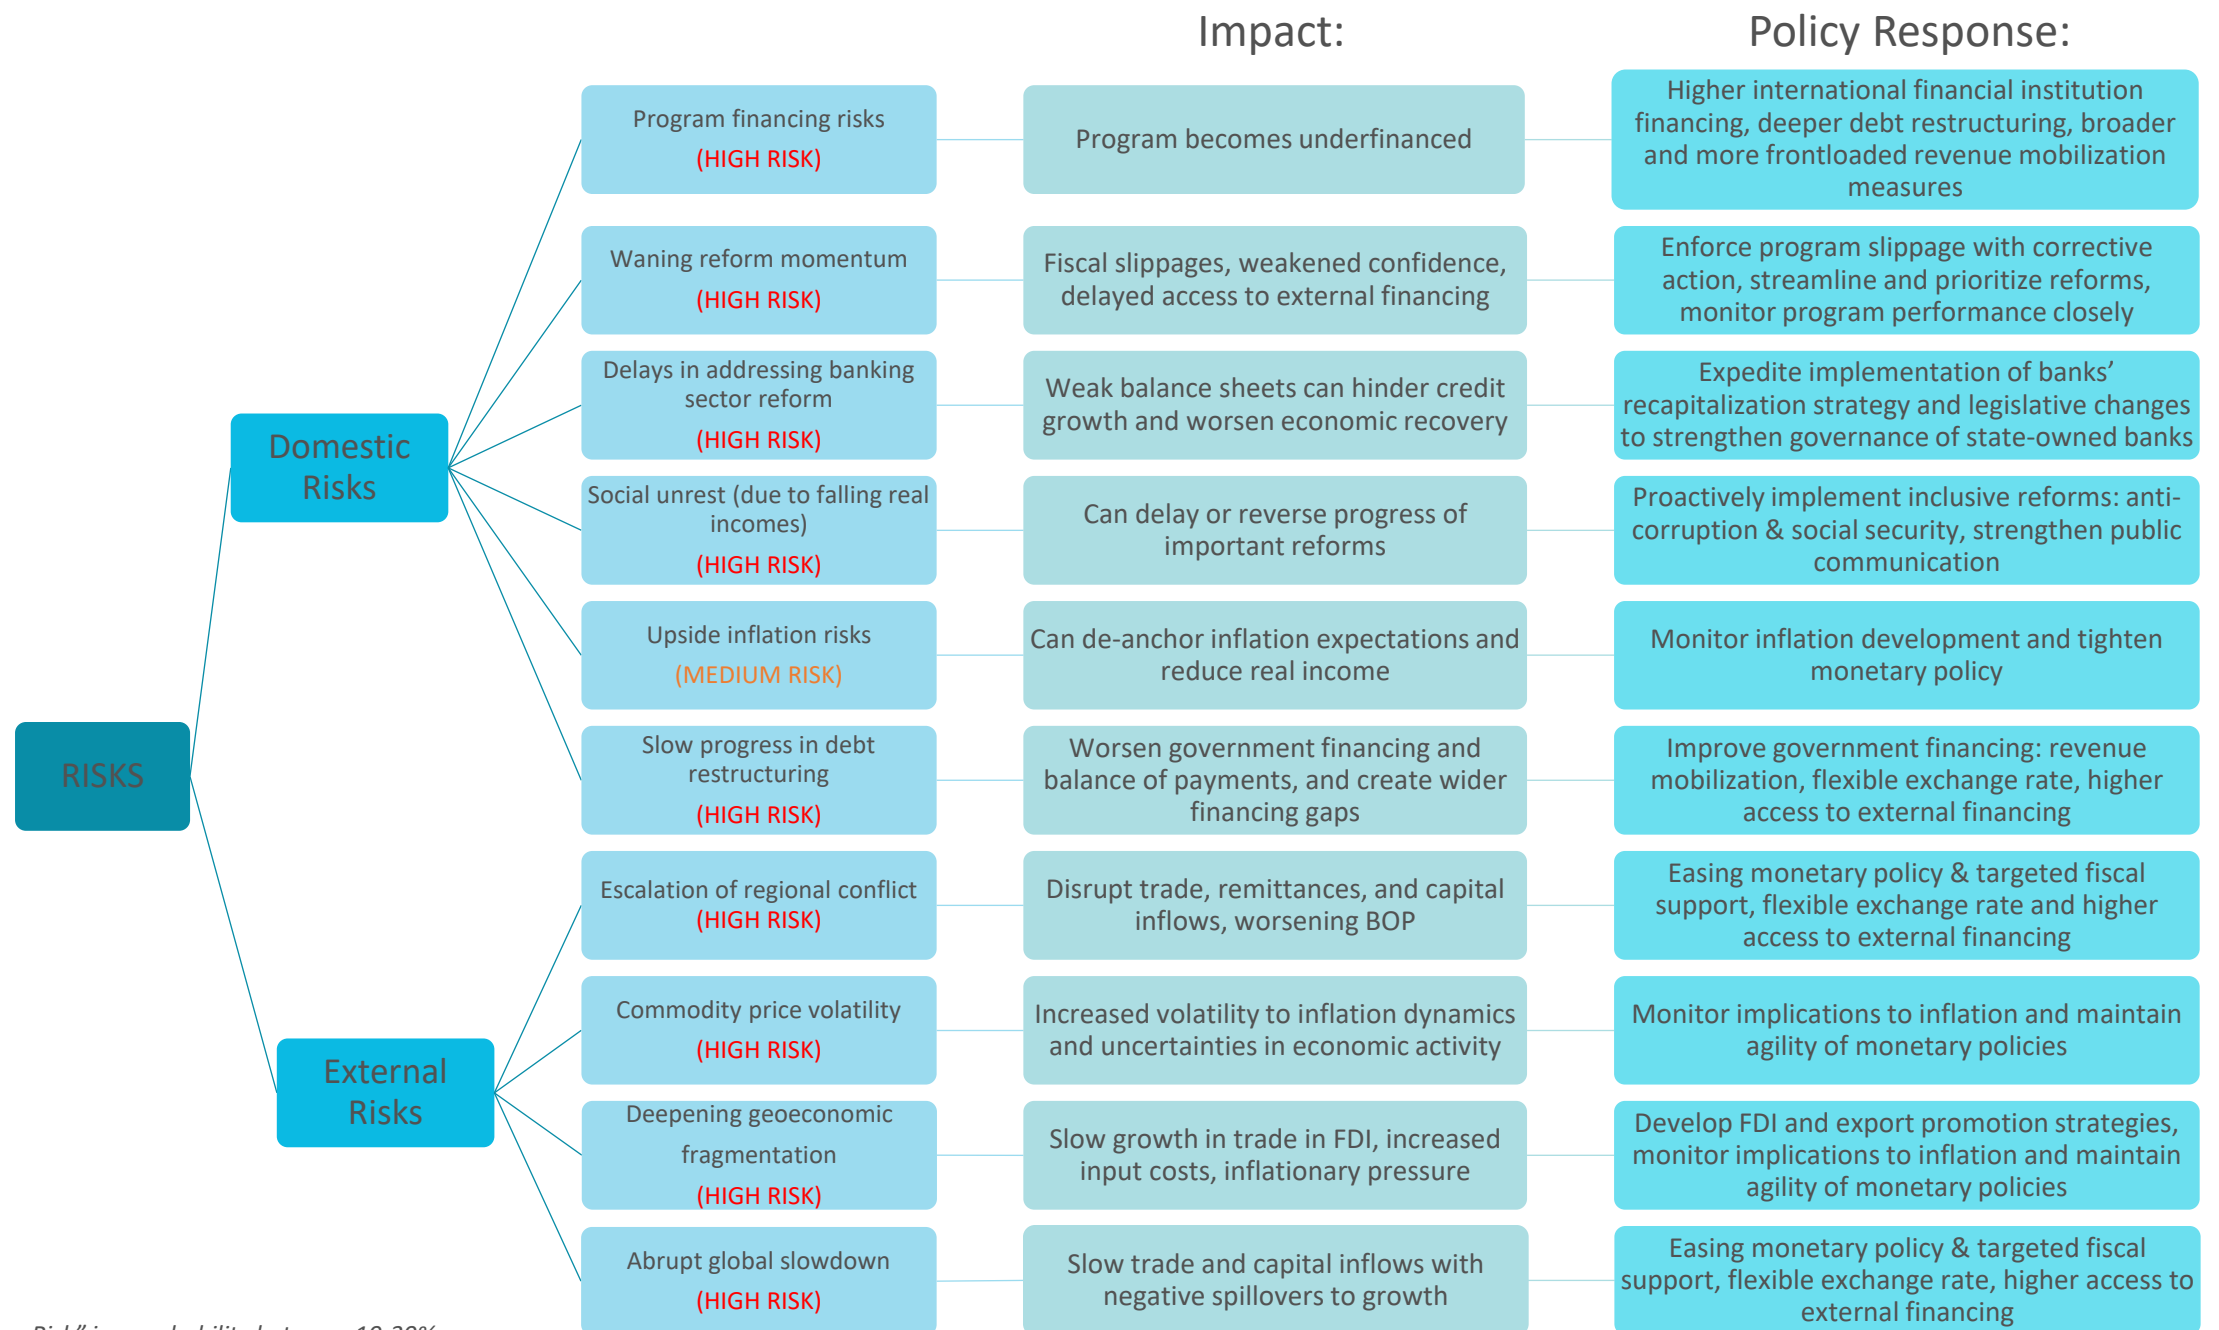 Impact:
Policy Response:
RISKS
Domestic
Risks
Program financing risks
(HIGH RISK)
Program becomes underfinanced
Higher international financial institution
financing, deeper debt restructuring, broader
and more frontloaded revenue mobilization
measures
Waning reform momentum
(HIGH RISK)
Fiscal slippages, weakened confidence,
delayed access to external financing
Enforce program slippage with corrective
action, streamline and prioritize reforms,
monitor program performance closely
Delays in addressing banking
sector reform
(HIGH RISK)
Weak balance sheets can hinder credit
growth and worsen economic recovery
Expedite implementation of banks’
recapitalization strategy and legislative changes
to strengthen governance of state-owned banks
Social unrest (due to falling real
incomes)
(HIGH RISK)
Can delay or reverse progress of
important reforms
Proactively implement inclusive reforms: anti-
corruption & social security, strengthen public
communication
Upside inflation risks
(MEDIUM RISK)
Can de-anchor inflation expectations and
reduce real income
Monitor inflation development and tighten
monetary policy
Slow progress in debt
restructuring
(HIGH RISK)
Worsen government financing and
balance of payments, and create wider
financing gaps
Improve government financing: revenue
mobilization, flexible exchange rate, higher
access to external financing
External
Risks
Escalation of regional conflict
(HIGH RISK)
Disrupt trade, remittances, and capital
inflows, worsening BOP
Easing monetary policy & targeted fiscal
support, flexible exchange rate and higher
access to external financing
Commodity price volatility
(HIGH RISK)
Increased volatility to inflation dynamics
and uncertainties in economic activity
Monitor implications to inflation and maintain
agility of monetary policies
Deepening geoeconomic
fragmentation
(HIGH RISK)
Slow growth in trade in FDI, increased
input costs, inflationary pressure
Develop FDI and export promotion strategies,
monitor implications to inflation and maintain
agility of monetary policies
Abrupt global slowdown
(HIGH RISK)
Slow trade and capital inflows with
negative spillovers to growth
Easing monetary policy & targeted fiscal
support, flexible exchange rate, higher access to
external financing